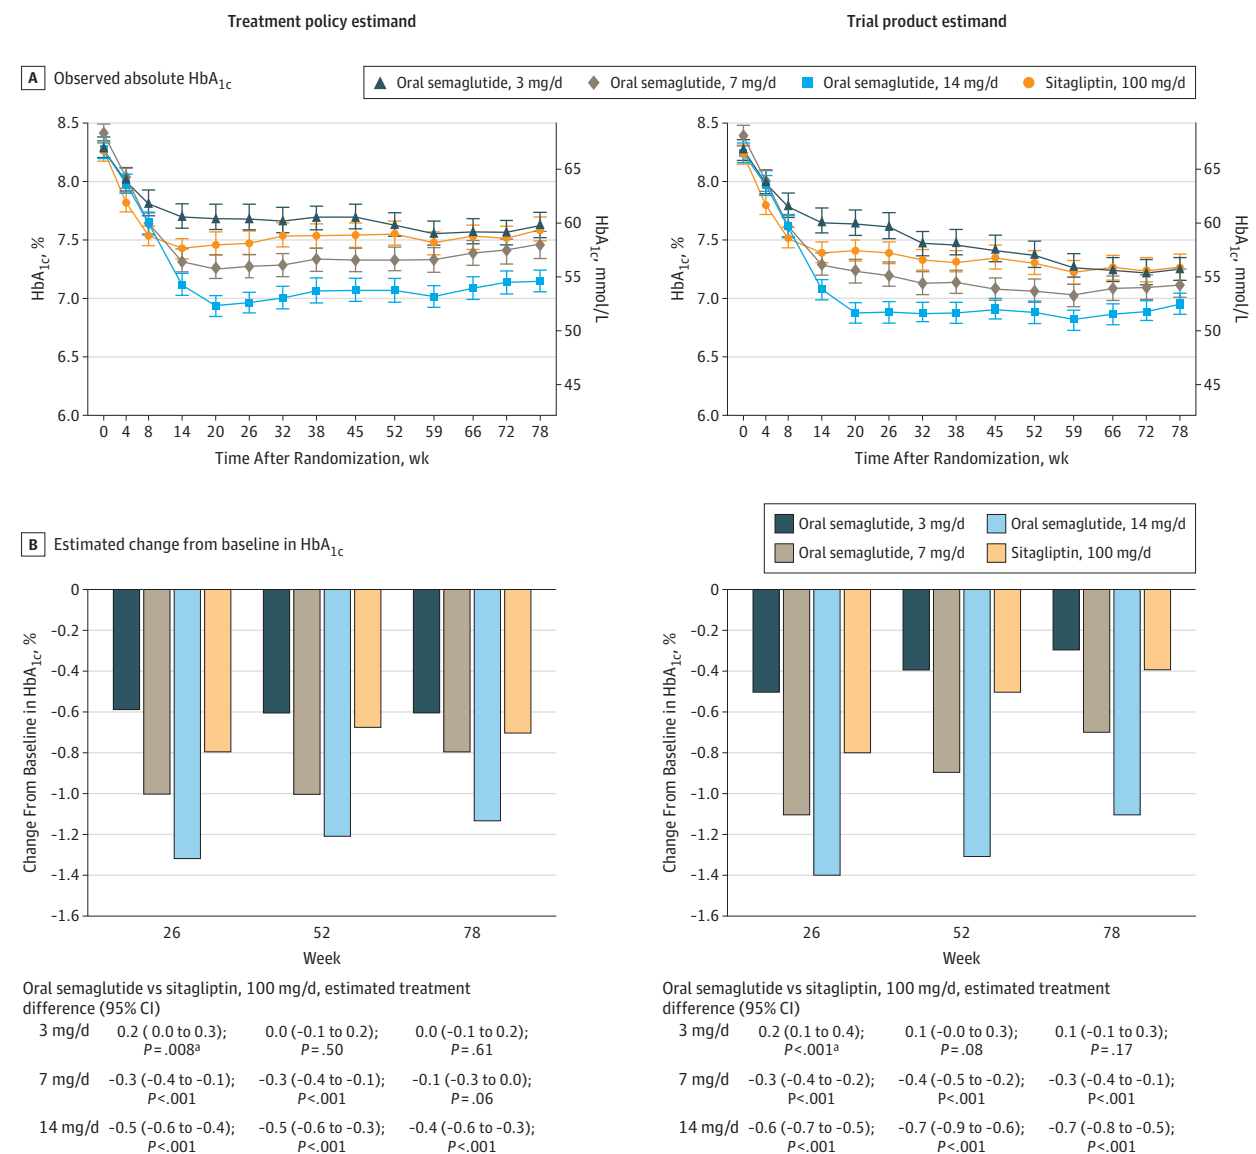 Treatment policy estimand
Trial product estimand
A Observed absolute HbA1c
Oral semaglutide, 3 mg/d Oral semaglutide, 7 mg/d Oral semaglutide, 14 mg/d Sitagliptin, 100 mg/d
8.5
8.0
7.5
7.0
6.5
6.0
HbA1c, %
65
60
55
50
45
HbA1c, mmol/L
0 4 8 14 20 26 32 38 45 52 59 66 72 78
Time After Randomization, wk
8.5
8.0
7.5
7.0
6.5
6.0
HbA1c, %
65
60
55
50
45
HbA1c, mmol/L
0 4 8 14 20 26 32 38 45 52 59 66 72 78
Time After Randomization, wk
B Estimated change from baseline in HbA1c
Oral semaglutide, 3 mg/d Oral semaglutide, 14 mg/d
Oral semaglutide, 7 mg/d Sitagliptin, 100 mg/d
0
-0.2
-0.4
-0.6
-0.8
-1.0
-1.2
-1.4
-1.6
Change From Baseline in HbA1c, %
26 52 78
Week
0
-0.2
-0.4
-0.6
-0.8
-1.0
-1.2
-1.4
-1.6
Change From Baseline in HbA1c, %
26 52 78
Week
Oral semaglutide vs sitagliptin, 100 mg/d, estimated treatment
difference (95% CI)
3 mg/d 0.2 ( 0.0 to 0.3); 0.0 (-0.1 to 0.2); 0.0 (-0.1 to 0.2);
P=.008a P=.50 P=.61
7 mg/d -0.3 (-0.4 to -0.1); -0.3 (-0.4 to -0.1); -0.1 (-0.3 to 0.0);
P<.001 P<.001 P=.06
14 mg/d -0.5 (-0.6 to -0.4); -0.5 (-0.6 to -0.3); -0.4 (-0.6 to -0.3);
P<.001 P<.001 P<.001
Oral semaglutide vs sitagliptin, 100 mg/d, estimated treatment
difference (95% CI)
3 mg/d 0.2 (0.1 to 0.4); 0.1 (-0.0 to 0.3); 0.1 (-0.1 to 0.3);
P<.001a P=.08 P=.17
7 mg/d -0.3 (-0.4 to -0.2); -0.4 (-0.5 to -0.2); -0.3 (-0.4 to -0.1);
P<.001 P<.001 P<.001
14 mg/d -0.6 (-0.7 to -0.5); -0.7 (-0.9 to -0.6); -0.7 (-0.8 to -0.5);
P<.001 P<.001 P<.001